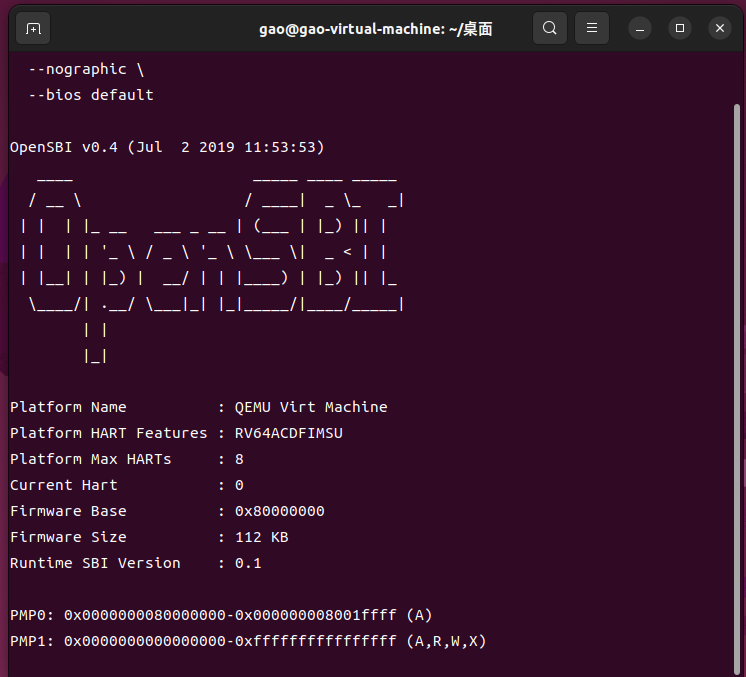 gao@gao-virtual-machine: ~/桌面
  --nographic \
  --bios default
OpenSBI v0.4 (Jul  2 2019 11:53:53)
   ____                    _____ ____ _____
  / __ \                  / ____|  _ \_   _|
 | |  | |_ __   ___ _ __ | (___ | |_) || |
 | |  | | '_ \ / _ \ '_ \ \___ \|  _ < | |
 | |__| | |_) |  __/ | | |____) | |_) || |_
  \____/| .__/ \___|_| |_|_____/|____/_____|
        | |
        |_|
Platform Name          : QEMU Virt Machine
Platform HART Features : RV64ACDFIMSU
Platform Max HARTs     : 8
Current Hart           : 0
Firmware Base          : 0x80000000
Firmware Size          : 112 KB
Runtime SBI Version    : 0.1
PMP0: 0x0000000080000000-0x000000008001ffff (A)
PMP1: 0x0000000000000000-0xffffffffffffffff (A,R,W,X)